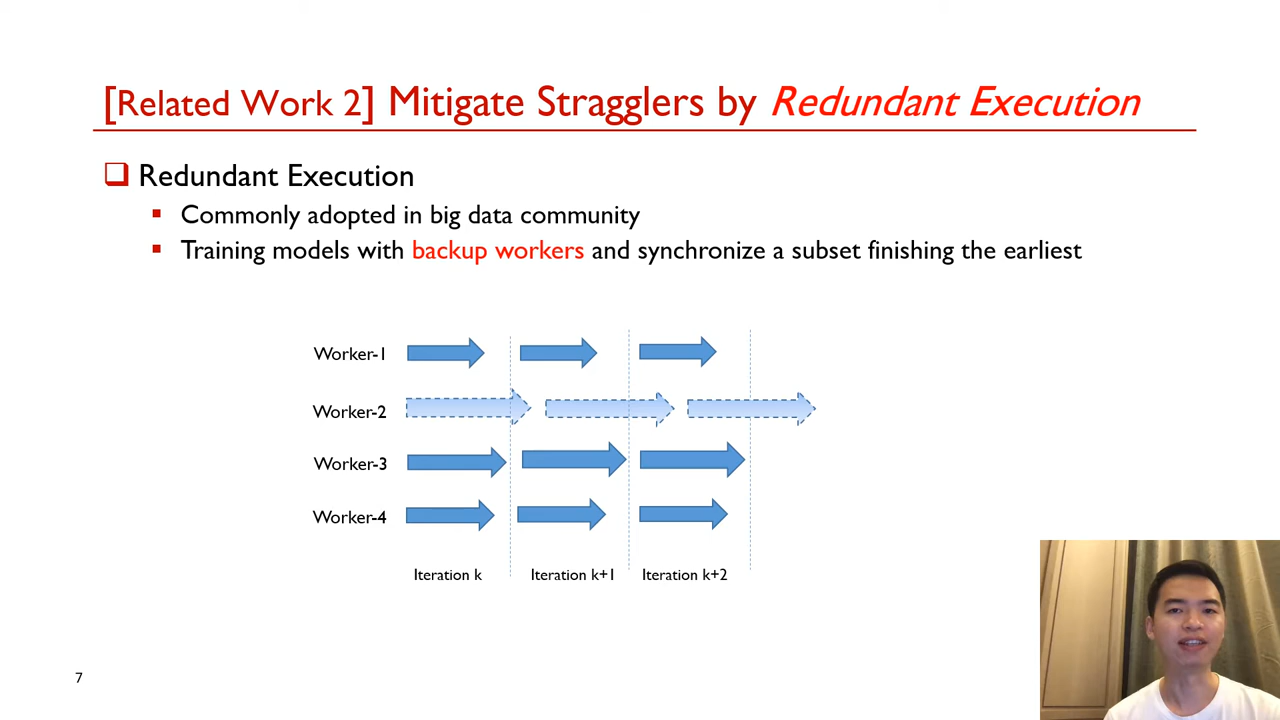 [Related Work 2] Mitigate Stragglers by Redundant Execution
Redundant Execution
Commonly adopted in big data community
Training models with backup workers and synchronize a subset finishing the earliest
Worker-1
Worker-2
Worker-3
Worker-4
Iteration k Iteration k+1 Iteration k+2
7